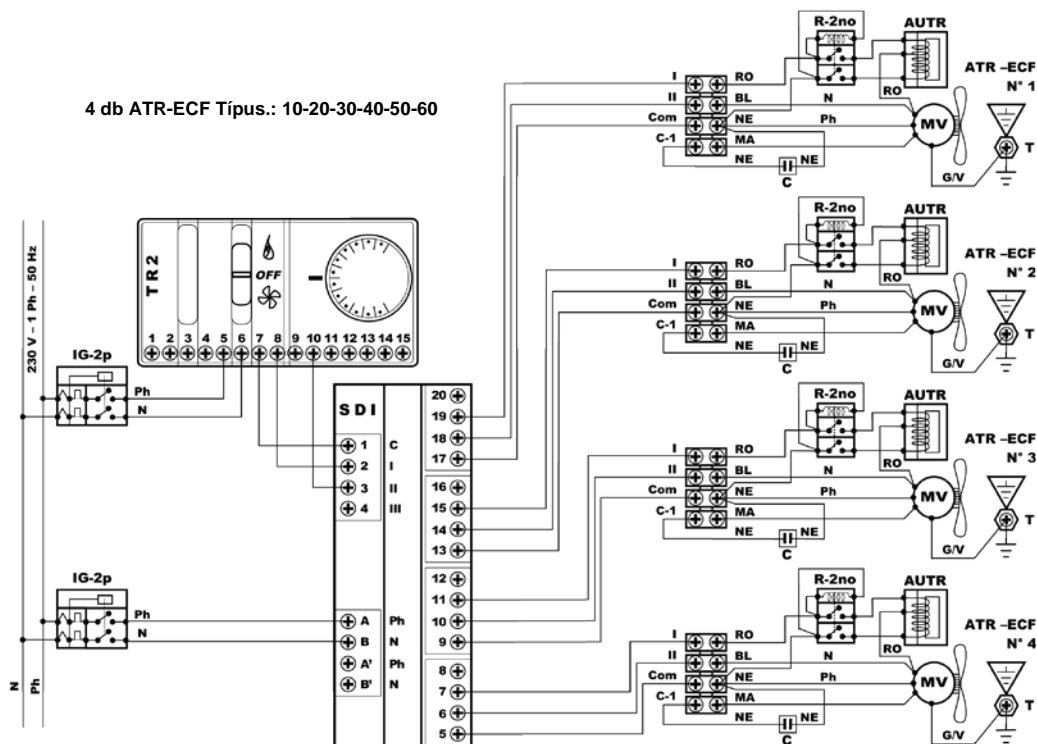 4 db ATR-ECF Típus.: 10-20-30-40-50-60
230 V – 1 Ph – 50 Hz
N
Ph
TR2
OFF
I
1 2 3 4 5 6 7 8 9 10 11 12 13 14 15
IG-2p
Ph
N
IG-2p
Ph
N
SDI
1 C
2 I
3 II
4 III
A Ph
B N
A' Ph
B' N
20
19
18
17
16
15
14
13
12
11
10
9
8
7
6
5
R-2no
AUTR
ATR –ECF
N° 1
I RO
II BL N
Com NE Ph
C-1 MA
NE NE
C
RO
MV
G/V
T
R-2no
AUTR
ATR –ECF
N° 2
I RO
II BL N
Com NE Ph
C-1 MA
NE NE
C
RO
MV
G/V
T
R-2no
AUTR
ATR –ECF
N° 3
I RO
II BL N
Com NE Ph
C-1 MA
NE NE
C
RO
MV
G/V
T
R-2no
AUTR
ATR –ECF
N° 4
I RO
II BL N
Com NE Ph
C-1 MA
NE NE
C
RO
MV
G/V
T